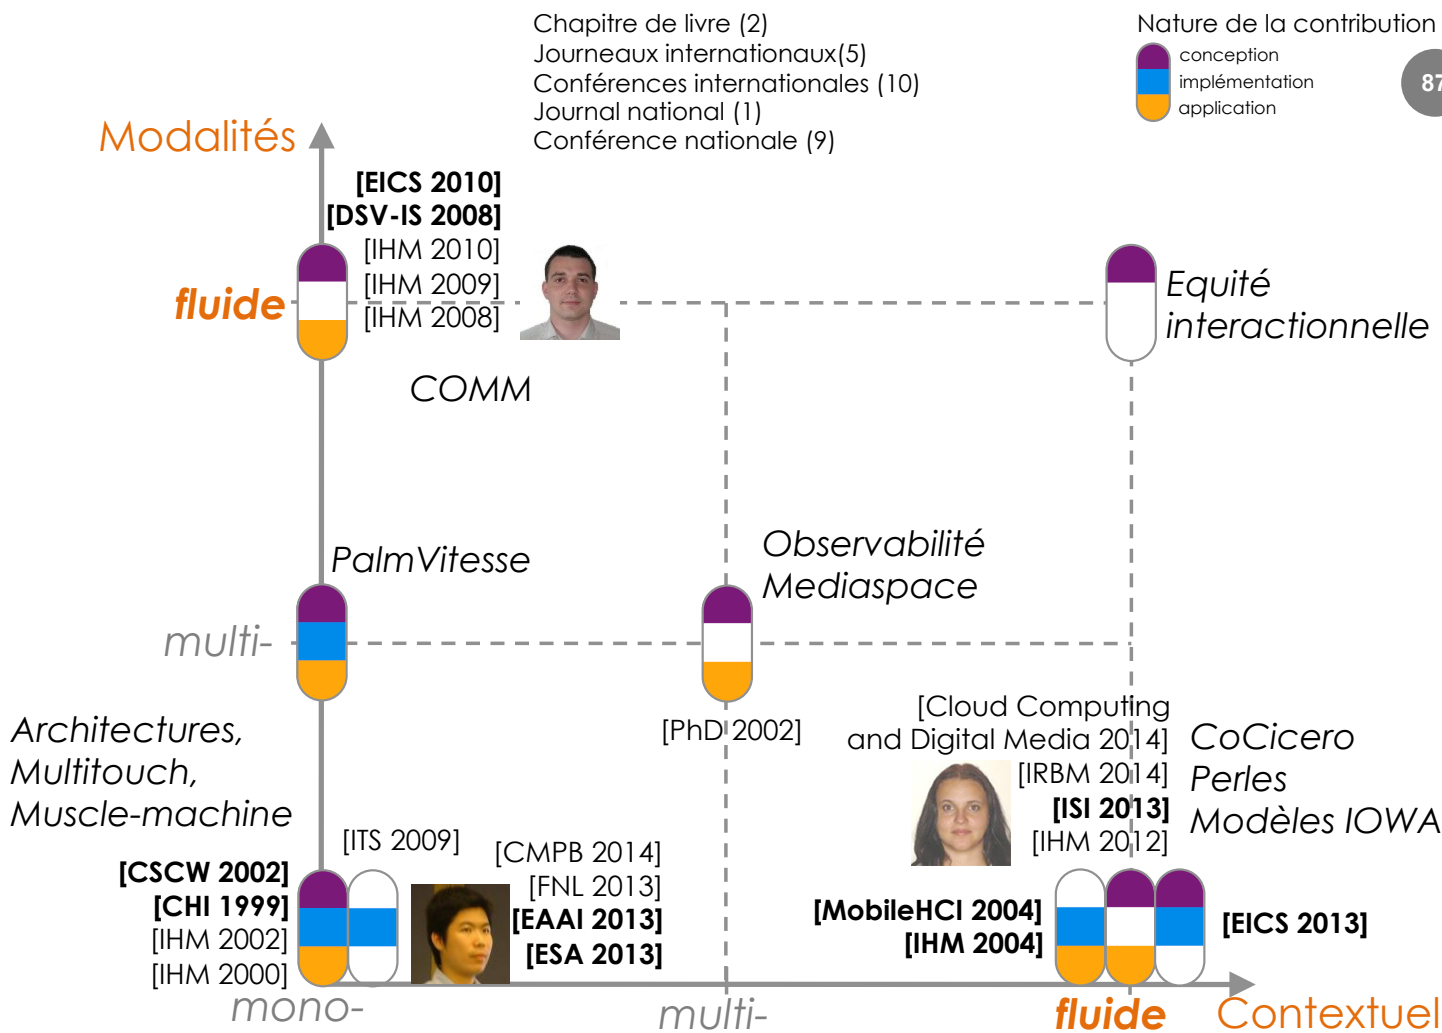 Chapitre de livre (2)
Journeaux internationaux(5)
Conférences internationales (10)
Journal national (1)
Conférence nationale (9)
Nature de la contribution
conception
implémentation
application
87
Modalités
[EICS 2010]
[DSV-IS 2008]
[IHM 2010]
[IHM 2009]
[IHM 2008]
fluide
COMM
Equité
interactionnelle
PalmVitesse
Observabilité
Mediaspace
multi-
[PhD 2002]
Architectures,
Multitouch,
Muscle-machine
[Cloud Computing
and Digital Media 2014]
[IRBM 2014]
[ISI 2013]
[IHM 2012]
CoCicero
Perles
Modèles IOWA
[ITS 2009]
[CMPB 2014]
[FNL 2013]
[EAAI 2013]
[ESA 2013]
[CSCW 2002]
[CHI 1999]
[IHM 2002]
[IHM 2000]
[MobileHCI 2004]
[IHM 2004]
[EICS 2013]
mono-
multi-
fluide
Contextuel